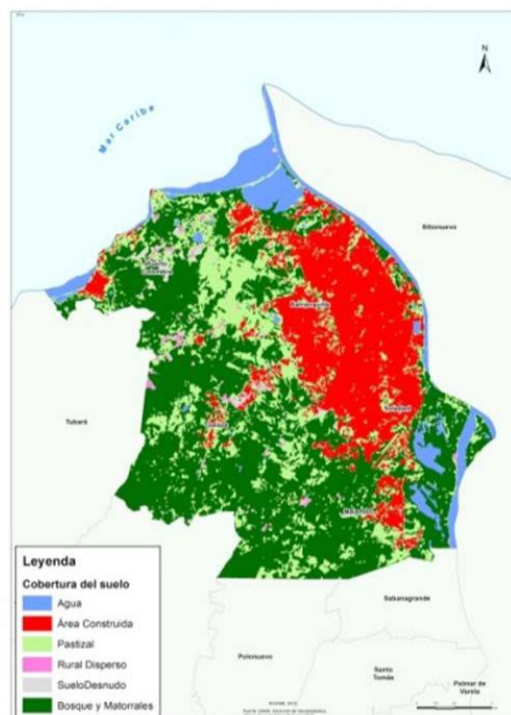 N
Mar Caribe
Sitionuevo
Barranquilla
Tubará
Soledad
Sabanagrande
Polonuevo
Santo
Tomás
Palmar de
Varela
Leyenda
Cobertura del suelo
Agua
Área Construida
Pastizal
Rural Disperso
SueloDesnudo
Bosque y Matorrales